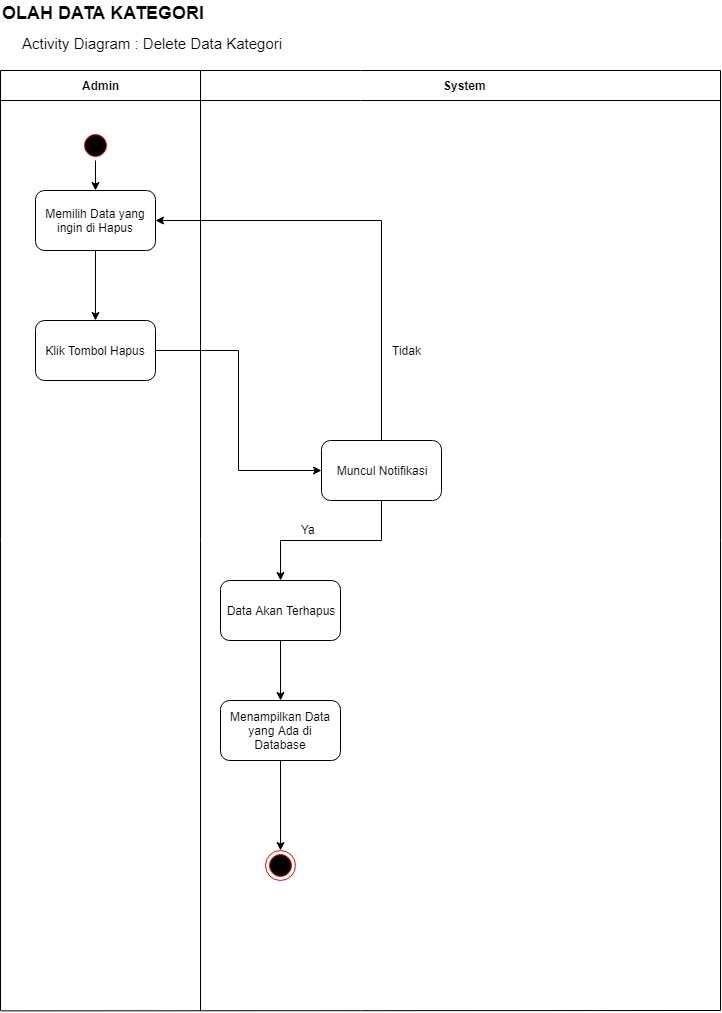 OLAH DATA KATEGORI
Activity Diagram : Delete Data Kategori
Admin
System
Memilih Data yang
ingin di Hapus
Klik Tombol Hapus
Tidak
Muncul Notifikasi
Ya
Data Akan Terhapus
Menampilkan Data
yang Ada di
Database